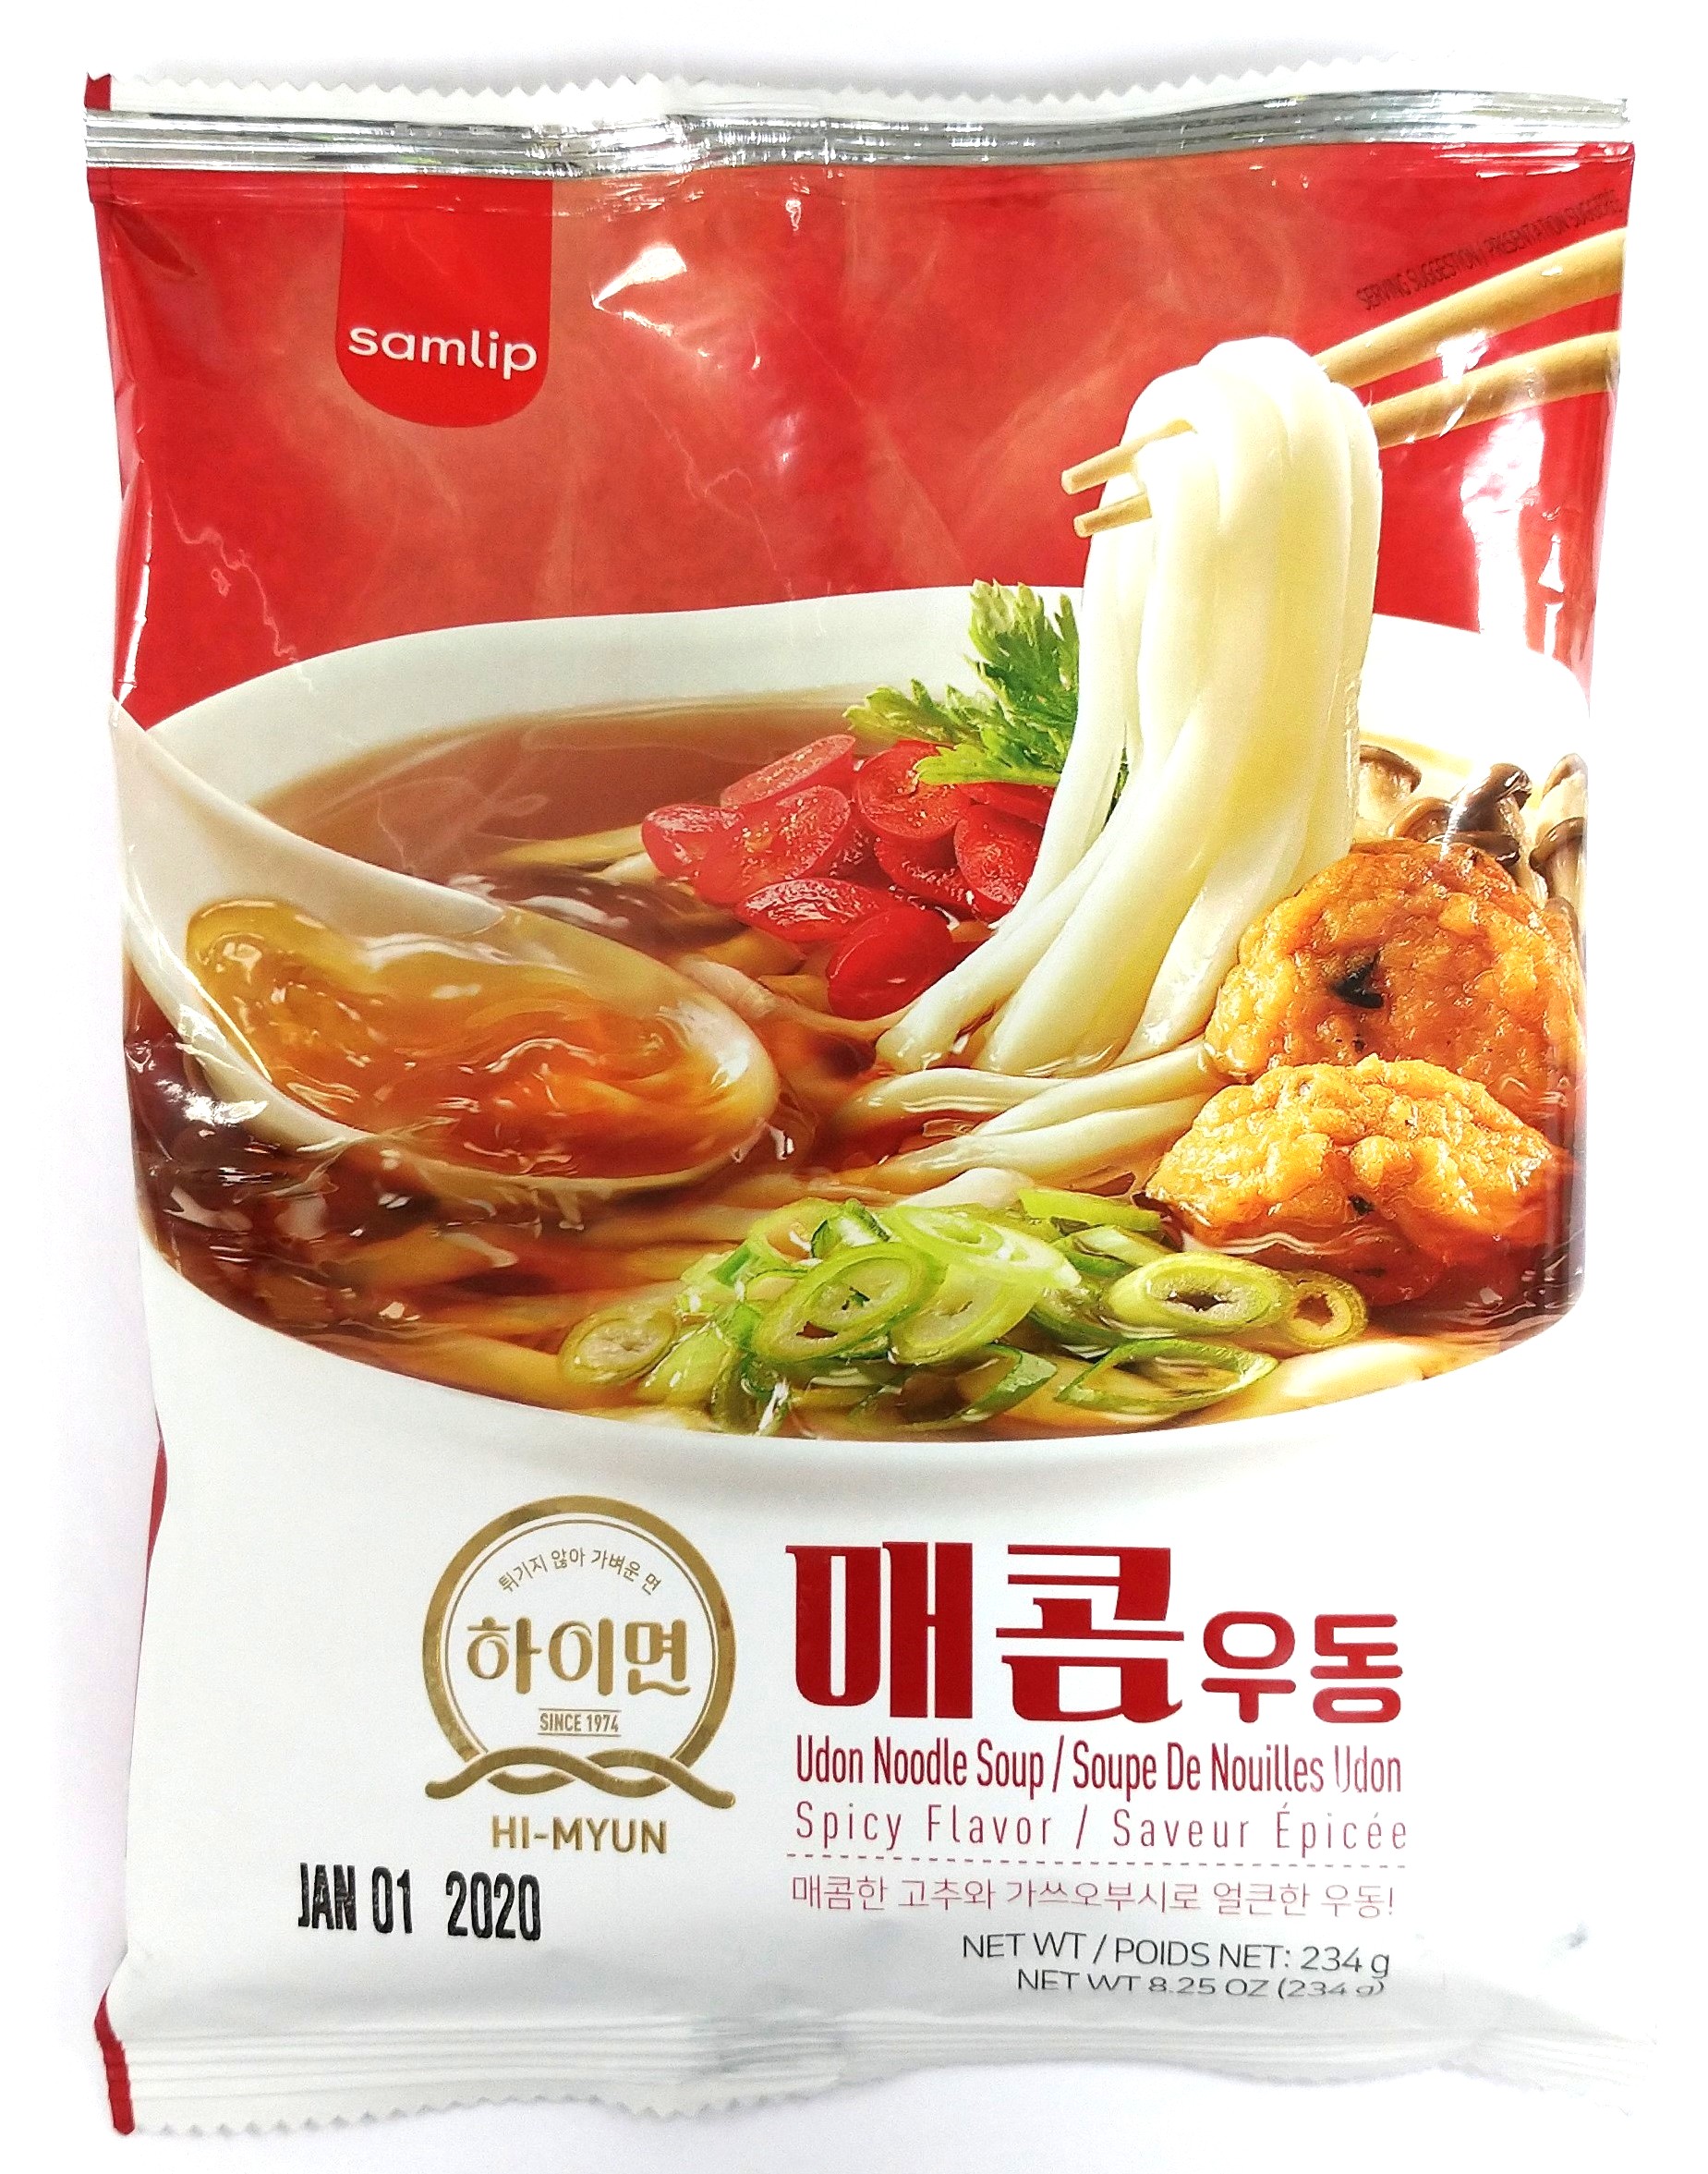 SERVING SUGGESTION / PRÉSENTATION SUGGÉRÉE
samlip
튀기지 않아 가벼운 면
하이면
SINCE 1974
HI-MYUN
매콤우동
Udon Noodle Soup / Soupe De Nouilles Udon
Spicy Flavor / Saveur Épicée
매콤한 고추와 가쓰오부시로 얼큰한 우동!
JAN 01 2020
NET WT / POIDS NET: 234 g
NET WT 8.25 OZ (234 g)